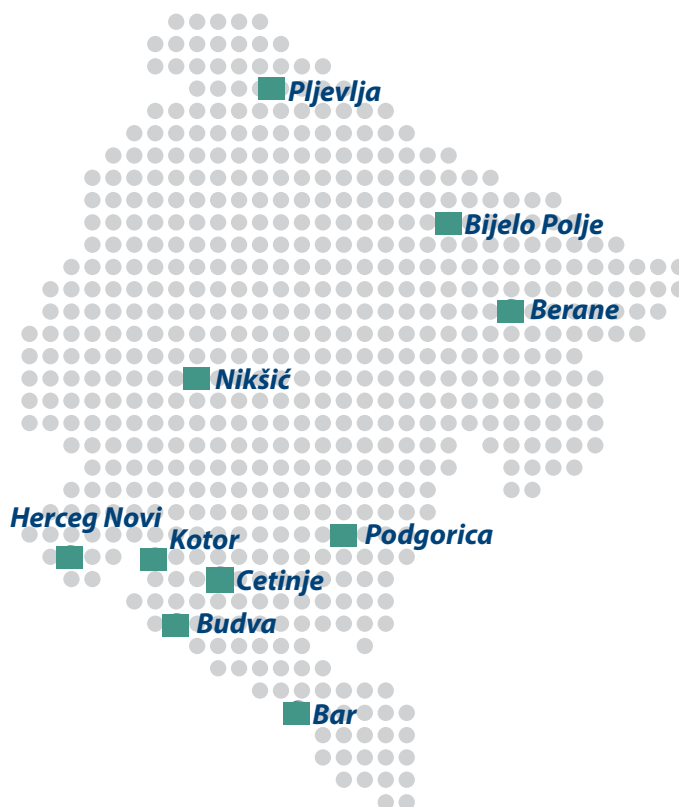 Pljevlja
Bijelo Polje
Berane
Nikšić
Herceg Novi
Kotor
Podgorica
Cetinje
Budva
Bar